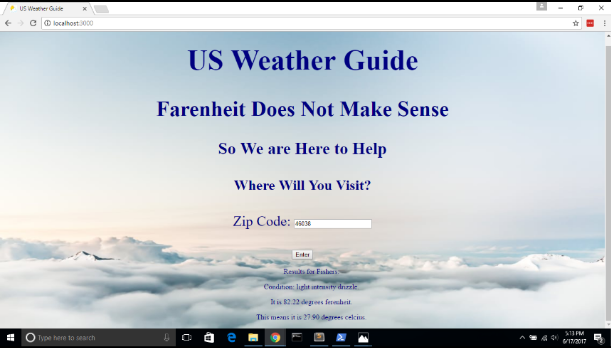 US Weather Guide
localhost:3000
US Weather Guide
Farenheit Does Not Make Sense
So We are Here to Help
Where Will You Visit?
Zip Code: 46038
Enter
Results for Fishers
Condition: light intensity drizzle
It is 82.22 degrees farenheit.
This means it is 27.90 degrees celcius.
Type here to search
5:13 PM
6/17/2017